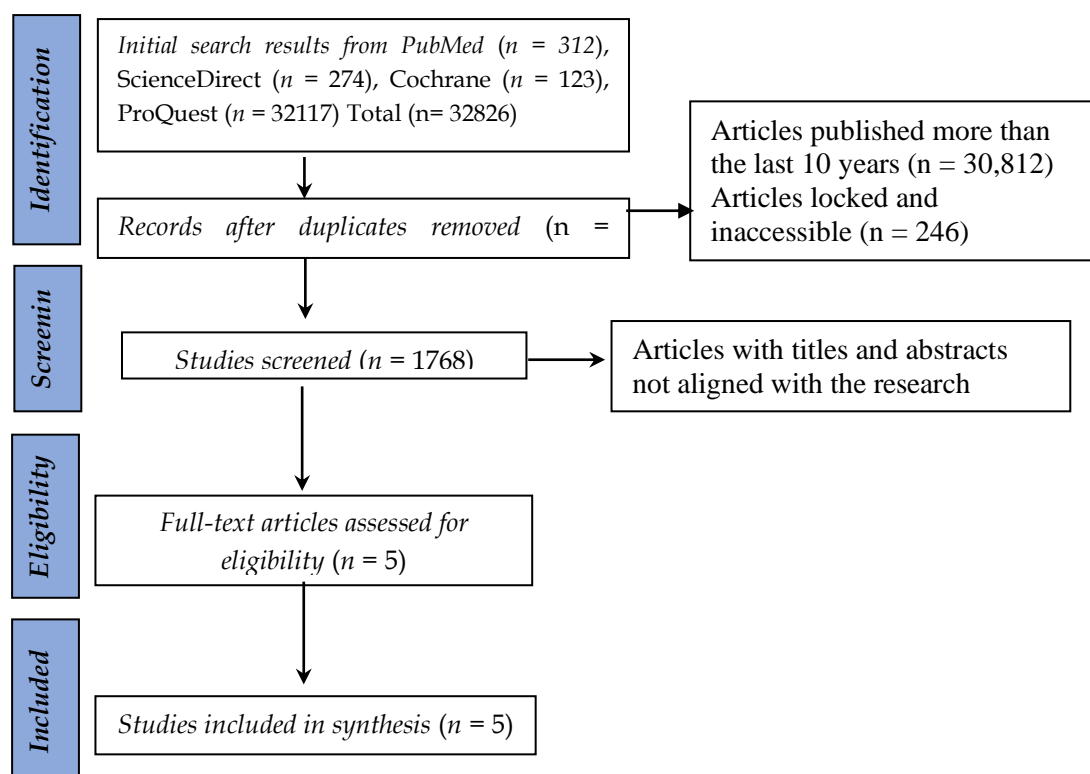 Identification
Initial search results from PubMed (n = 312),
ScienceDirect (n = 274), Cochrane (n = 123),
ProQuest (n = 32117) Total (n= 32826)
Articles published more than
the last 10 years (n = 30,812)
Articles locked and
inaccessible (n = 246)
Records after duplicates removed (n =
Screenin
Studies screened (n = 1768)
Articles with titles and abstracts
not aligned with the research
Eligibility
Full-text articles assessed for
eligibility (n = 5)
Included
Studies included in synthesis (n = 5)